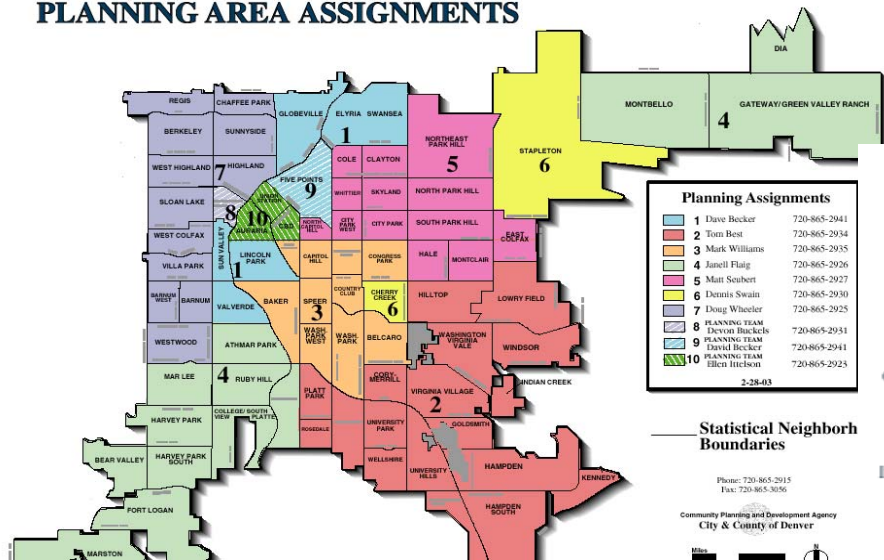 PLANNING AREA ASSIGNMENTS
DIA
REGIS
CHAFFEE PARK
GLOBEVILLE
ELYRIA SWANSEA
MONTBELLO
GATEWAY/GREEN VALLEY RANCH
4
BERKELEY
SUNNYSIDE
1
NORTHEAST
PARK HILL
5
STAPLETON
6
WEST HIGHLAND
HIGHLAND
7
COLE
CLAYTON
FIVE POINTS
9
WHITTIER
SKYLAND
NORTH PARK HILL
SLOAN LAKE
8
UNION
STATION
10
AURARIA
CBD
NORTH
CAPITOL
HILL
CITY
PARK
WEST
CITY PARK
SOUTH PARK HILL
EAST
COLFAX
WEST COLFAX
SUN VALLEY
LINCOLN
PARK
1
CAPITOL
HILL
CONGRESS
PARK
HALE
MONTCLAIR
VILLA PARK
BARNUM
WEST
BARNUM
VALVERDE
BAKER
SPEER
3
COUNTRY
CLUB
CHERRY
CREEK
6
HILLTOP
LOWRY FIELD
WESTWOOD
ATHMAR PARK
WASH.
PARK
WEST
WASH.
PARK
BELCARO
WASHINGTON
VIRGINIA
VALE
WINDSOR
MAR LEE
4
RUBY HILL
PLATT
PARK
CORY-
MERRILL
VIRGINIA VILLAGE
2
INDIAN CREEK
HARVEY PARK
COLLEGE/SOUTH
VIEW PLATTE
ROSEDALE
UNIVERSITY
PARK
GOLDSMITH
BEAR VALLEY
HARVEY PARK
SOUTH
WELLSHIRE
UNIVERSITY
HILLS
HAMPDEN
KENNEDY
FORT LOGAN
HAMPDEN
SOUTH
MARSTON
Planning Assignments
1 Dave Becker 720-865-2941
2 Tom Best 720-865-2934
3 Mark Williams 720-865-2935
4 Janell Flaig 720-865-2926
5 Matt Seubert 720-865-2927
6 Dennis Swain 720-865-2930
7 Doug Wheeler 720-865-2925
8 PLANNING TEAM
Devon Buckels 720-865-2931
9 PLANNING TEAM
David Becker 720-865-2941
10 PLANNING TEAM
Ellen Ittelson 720-865-2923
2-28-03
Statistical Neighborh
Boundaries
Phone: 720-865-2915
Fax: 720-865-3056
Community Planning and Development Agency
City & County of Denver
Miles
N